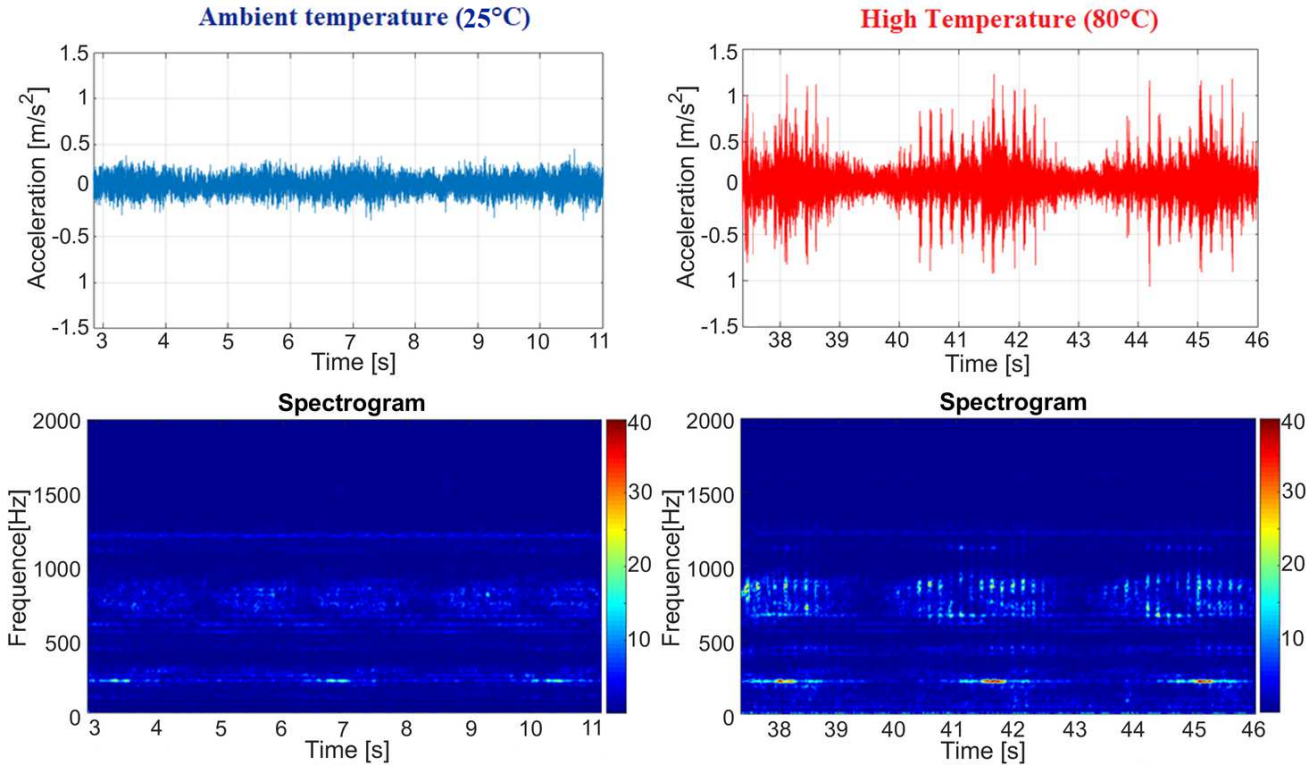 Ambient temperature (25°C)
High Temperature (80°C)
1.5
1
0.5
0
-0.5
1
-1.5
Acceleration [m/s²]
3 4 5 6 7 8 9 10 11
Time [s]
1.5
1
0.5
0
-0.5
1
-1.5
Acceleration [m/s²]
38 39 40 41 42 43 44 45 46
Time [s]
Spectrogram
2000
1500
1000
500
0
Frequence[Hz]
3 4 5 6 7 8 9 10 11
Time [s]
40
30
20
10
Spectrogram
2000
1500
1000
500
0
Frequence[Hz]
38 39 40 41 42 43 44 45 46
Time [s]
40
30
20
10